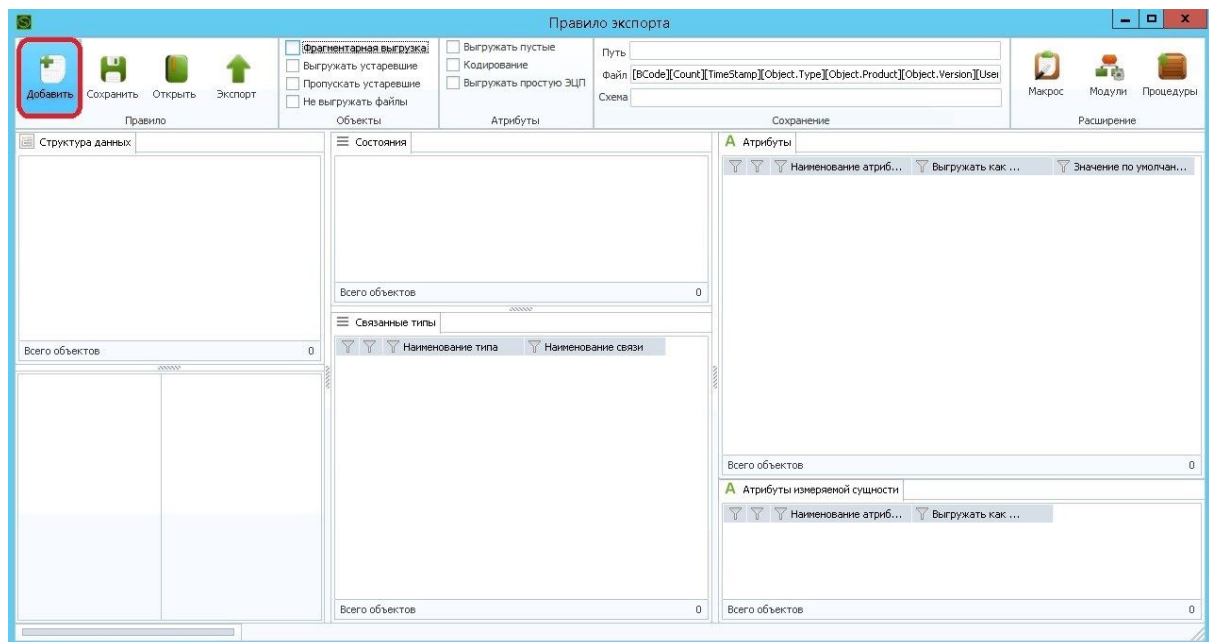 Правило экспорта
Добавить Сохранить Открыть Экспорт
Правило
Фрагментарная выгрузка
Выгружать устаревшие
Пропускать устаревшие
Не выгружать файлы
Объекты
Выгружать пустые
Кодирование
Выгружать простую ЭЦП
Атрибуты
Путь
Файл [BCode][Count][TimeStamp][Object.Type][Object.Product][Object.Version][User
Схема
Сохранение
Макрос Модули Процедуры
Расширение
Структура данных
Всего объектов 0
Состояния
Всего объектов 0
Связанные типы
Наименование типа Наименование связи
Всего объектов 0
Атрибуты
Наименование атриб... Выгружать как ... Значение по умолчан...
Всего объектов 0
Атрибуты измеряемой сущности
Наименование атриб... Выгружать как ...
Всего объектов 0